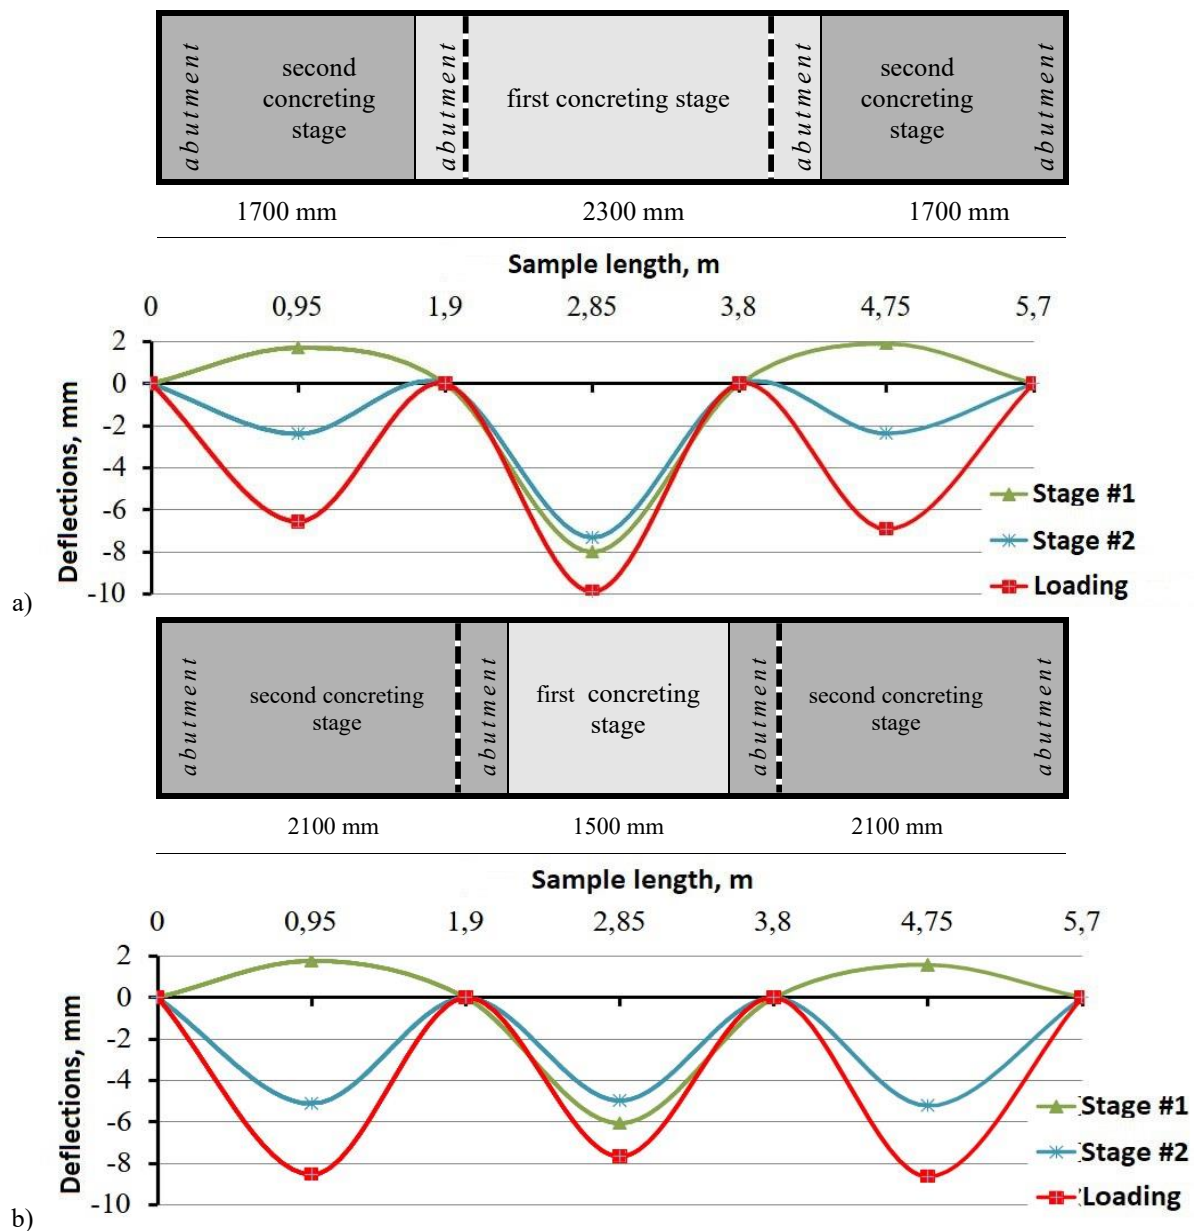 abutment
second
concreting
stage
abutment
first concreting stage
abutment
second
concreting
stage
abutment
1700 mm
2300 mm
1700 mm
Sample length, m
0
0,95
1,9
2,85
3,8
4,75
5,7
Deflections, mm
2
0
-2
-4
-6
-8
-10
Stage #1
Stage #2
Loading
a)
abutment
second concreting
stage
abutment
first concreting
stage
abutment
second concreting
stage
abutment
2100 mm
1500 mm
2100 mm
Sample length, m
0
0,95
1,9
2,85
3,8
4,75
5,7
Deflections, mm
2
0
-2
-4
-6
-8
-10
Stage #1
Stage #2
Loading
b)